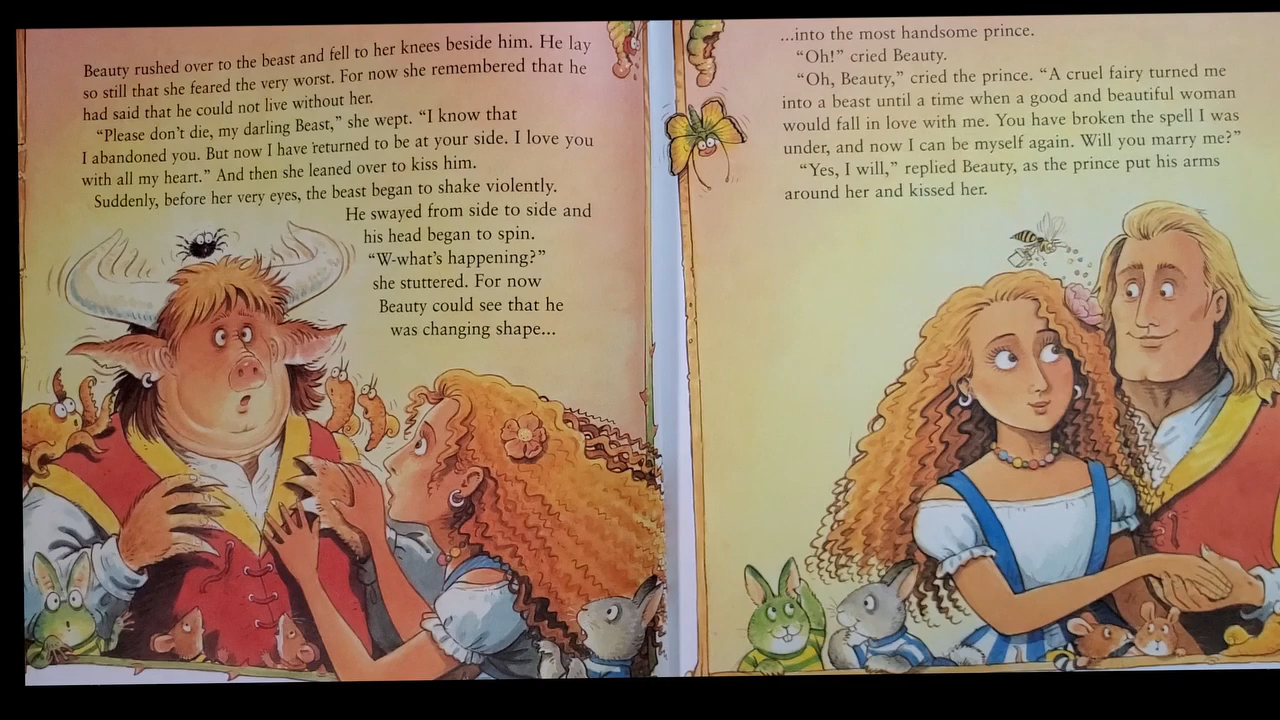 Beauty rushed over to the beast and fell to her knees beside him. He lay
so still that she feared the very worst. For now she remembered that he
had said that he could not live without her.
“Please don’t die, my darling Beast,” she wept. “I know that
I abandoned you. But now I have returned to be at your side. I love you
with all my heart.” And then she leaned over to kiss him.
Suddenly, before her very eyes, the beast began to shake violently.
He swayed from side to side and
his head began to spin.
“W-what’s happening?”
she stuttered. For now
Beauty could see that he
was changing shape...
...into the most handsome prince.
“Oh!” cried Beauty.
“Oh, Beauty,” cried the prince. “A cruel fairy turned me
into a beast until a time when a good and beautiful woman
would fall in love with me. You have broken the spell I was
under, and now I can be myself again. Will you marry me?”
“Yes, I will,” replied Beauty, as the prince put his arms
around her and kissed her.